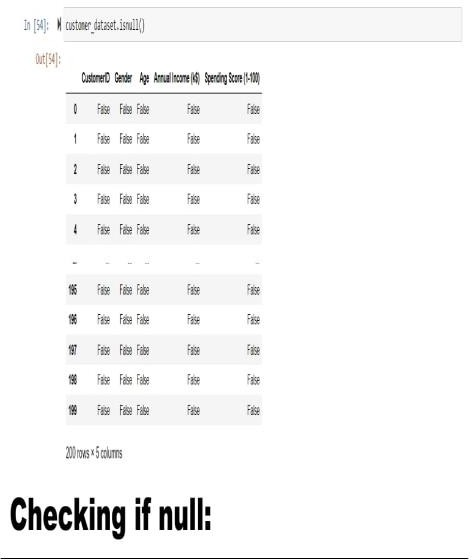 In [54]: customer_dataset.isnull()
Out[54]:
CustomerID Gender Age Annual Income (k$) Spending Score (1-100)
0 False False False False False
1 False False False False False
2 False False False False False
3 False False False False False
4 False False False False False
... ... ... ... ... ...
195 False False False False False
196 False False False False False
197 False False False False False
198 False False False False False
199 False False False False False
200 rows × 5 columns
Checking if null: